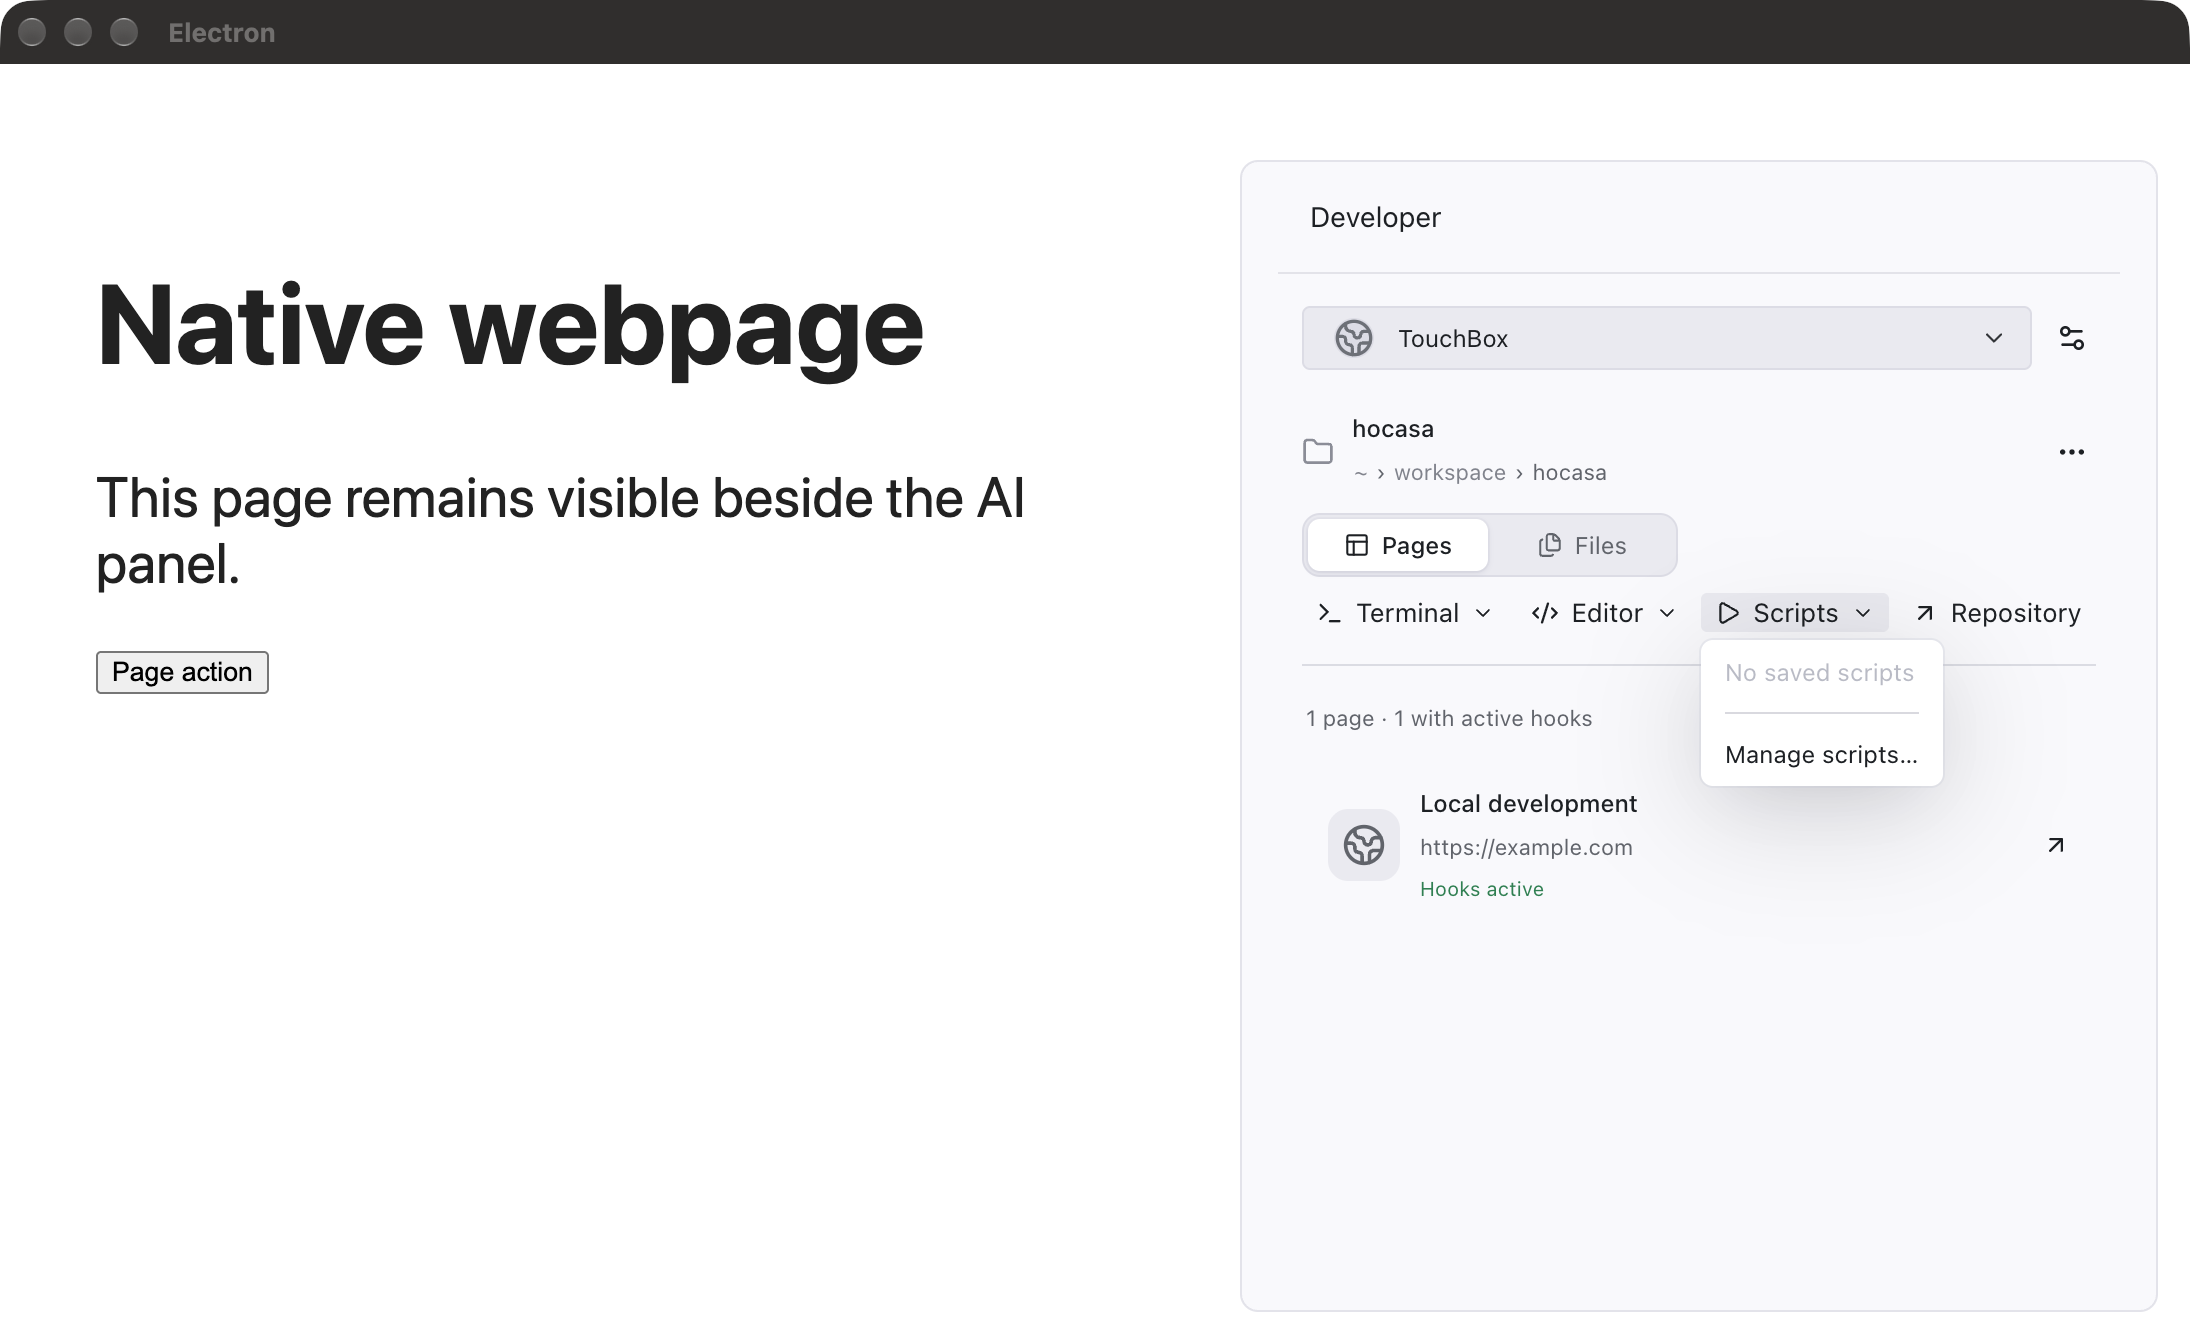 Electron
Native webpage
This page remains visible beside the AI
panel.
Page action
Developer
TouchBox
hocasa
~ › workspace › hocasa
Pages Files
Terminal Editor Scripts Repository
No saved scripts
Manage scripts...
1 page · 1 with active hooks
Local development
https://example.com
Hooks active